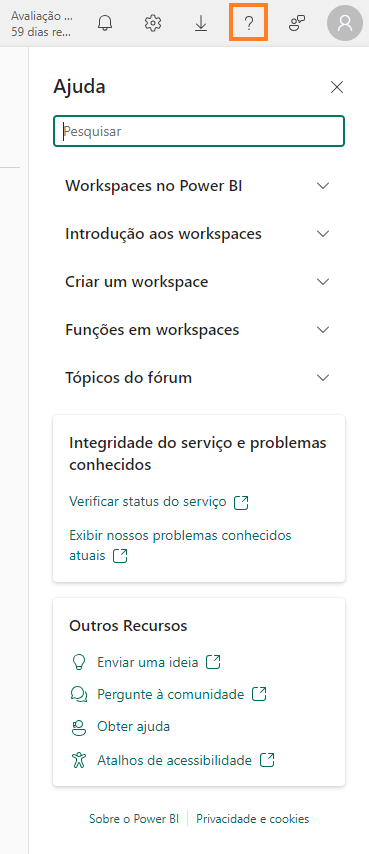 Avaliação ...
59 dias re...
?
Ajuda
Pesquisar
Workspaces no Power BI
Introdução aos workspaces
Criar um workspace
Funções em workspaces
Tópicos do fórum
Integridade do serviço e problemas
conhecidos
Verificar status do serviço
Exibir nossos problemas conhecidos
atuais
Outros Recursos
Enviar uma ideia
Pergunte à comunidade
Obter ajuda
Atalhos de acessibilidade
Sobre o Power BI
Privacidade e cookies